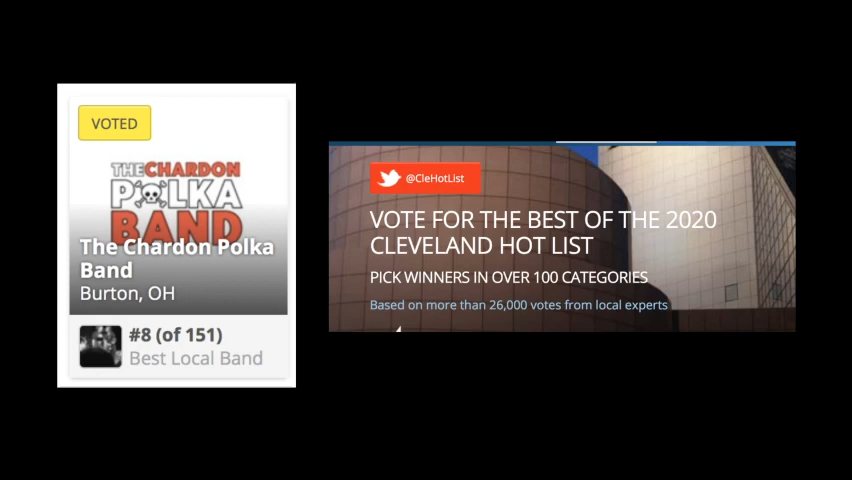 VOTED
THE CHARDON
POLKA
BAND
The Chardon Polka
Band
Burton, OH
#8 (of 151)
Best Local Band
@CleHotList
VOTE FOR THE BEST OF THE 2020
CLEVELAND HOT LIST
PICK WINNERS IN OVER 100 CATEGORIES
Based on more than 26,000 votes from local experts